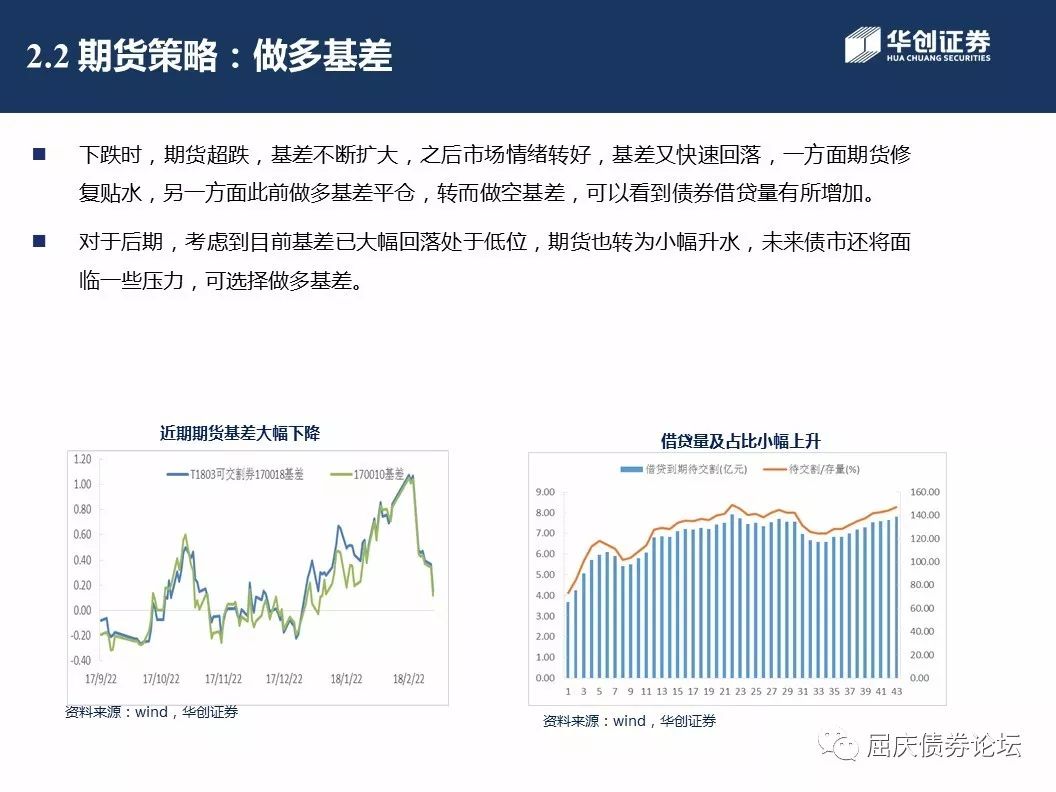 2.2 期货策略：做多基差
华创证券
HUA CHUANG SECURITIES
下跌时，期货超跌，基差不断扩大，之后市场情绪转好，基差又快速回落，一方面期货修
复贴水，另一方面此前做多基差平仓，转而做空基差，可以看到债券借贷量有所增加。
对于后期，考虑到目前基差已大幅回落处于低位，期货也转为小幅升水，未来债市还将面
临一些压力，可选择做多基差。
近期期货基差大幅下降
T1803可交割券170018基差 170010基差
1.20
1.00
0.80
0.60
0.40
0.20
0.00
-0.20
-0.40
17/9/22 17/10/22 17/11/22 17/12/22 18/1/22 18/2/22
资料来源：wind，华创证券
借贷量及占比小幅上升
借贷到期待交割(亿元) 待交割/存量(%)
9.00
8.00
7.00
6.00
5.00
4.00
3.00
2.00
1.00
0.00
160.00
140.00
120.00
100.00
80.00
60.00
40.00
20.00
0.00
1 3 5 7 9 11 13 15 17 19 21 23 25 27 29 31 33 35 37 39 41 43
资料来源：wind，华创证券
屈庆债券论坛